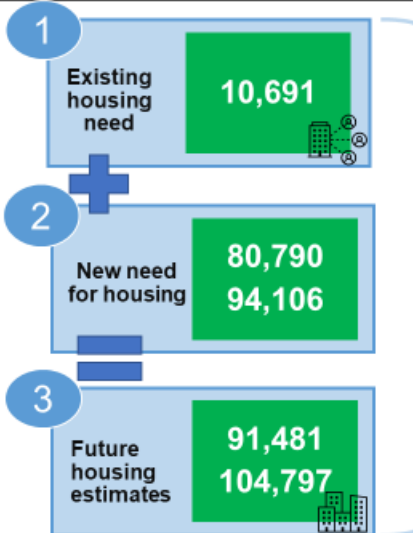 1
Existing
housing
need
10,691
2
New need
for housing
80,790
94,106
3
Future
housing
estimates
91,481
104,797